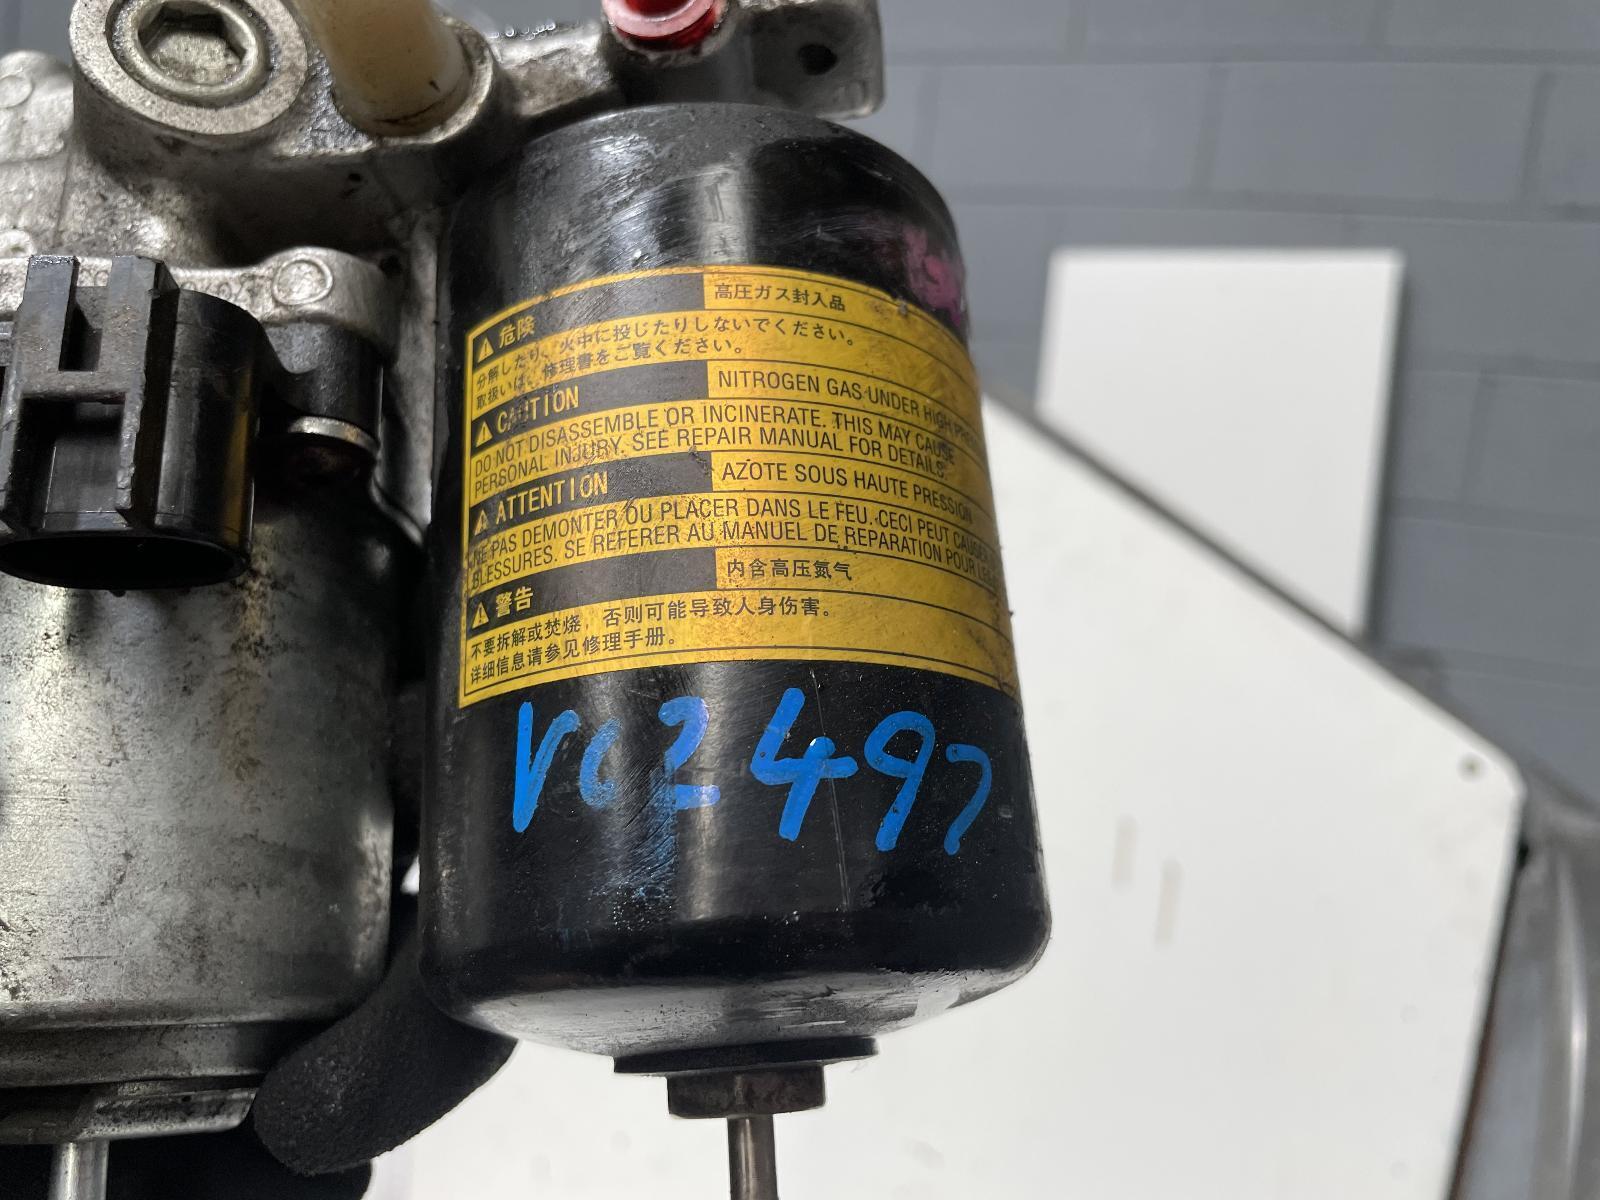 危険
高圧ガス封入品
分解したり、火中に投じたりしないでください。
取扱いは、修理書をご覧ください。
CAUTION
NITROGEN GAS UNDER HIGH
DO NOT DISASSEMBLE OR INCINERATE. THIS MAY CAUSE
PERSONAL INJURY. SEE REPAIR MANUAL FOR DETAILS.
ATTENTION
AZOTE SOUS HAUTE PRESSION
NE PAS DEMONTER OU PLACER DANS LE FEU. CECI PEUT CAUSER
BLESSURES. SE REFERER AU MANUEL DE REPARATION POUR
警告
内含高压氮气
不要拆解或焚烧，否则可能导致人身伤害。
详细信息请参见修理手册。
VC2497